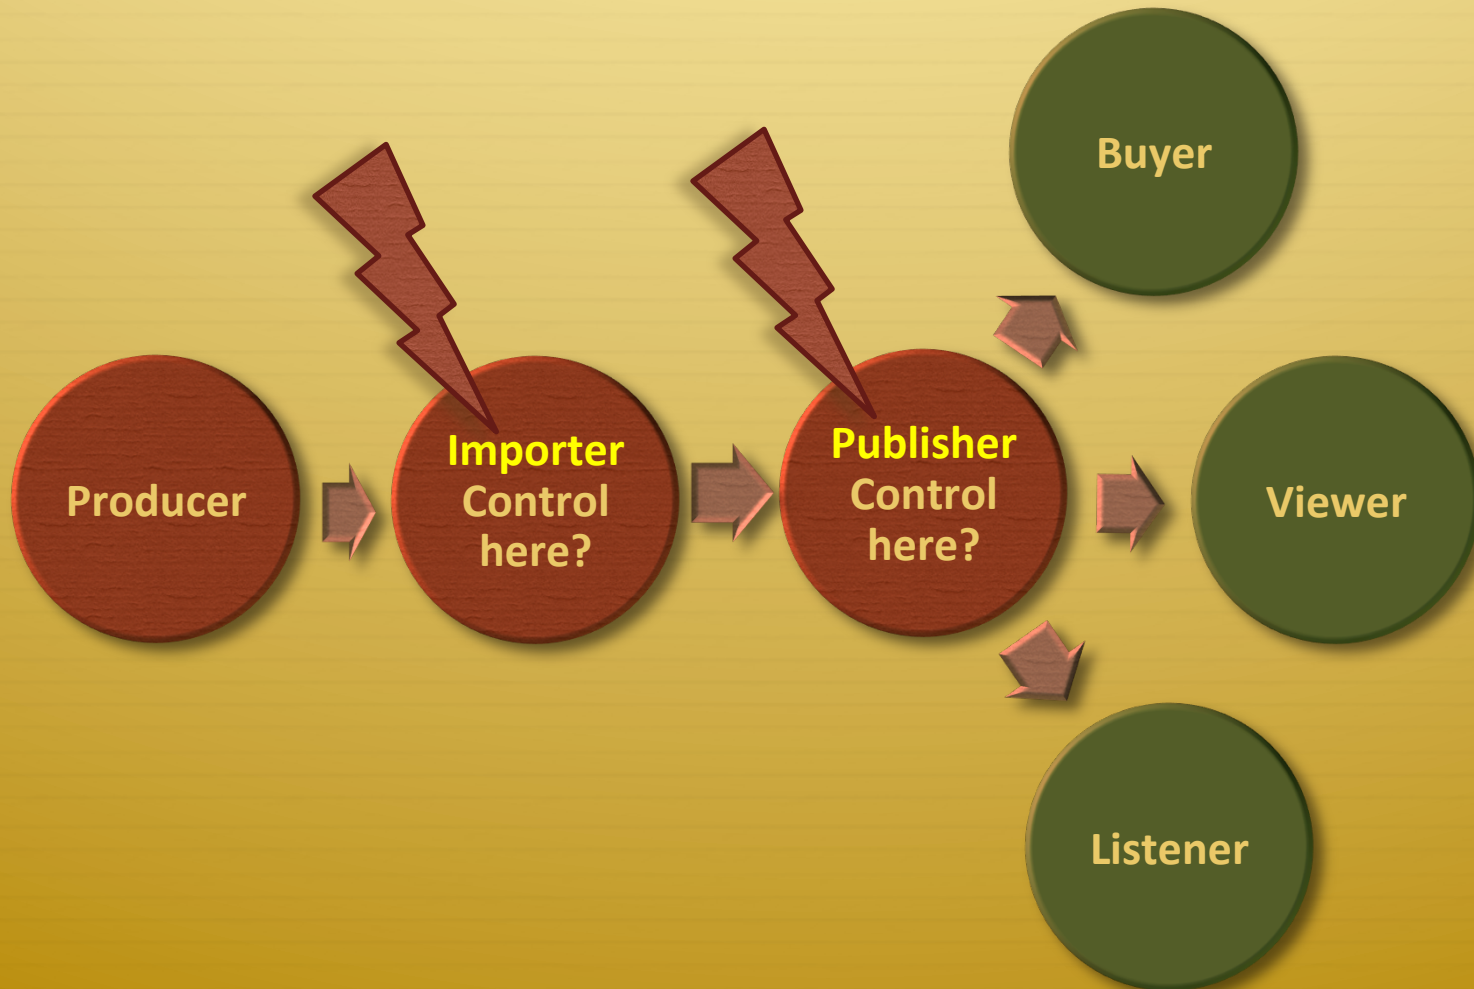 Buyer
Producer
Importer
Control
here?
Publisher
Control
here?
Viewer
Listener